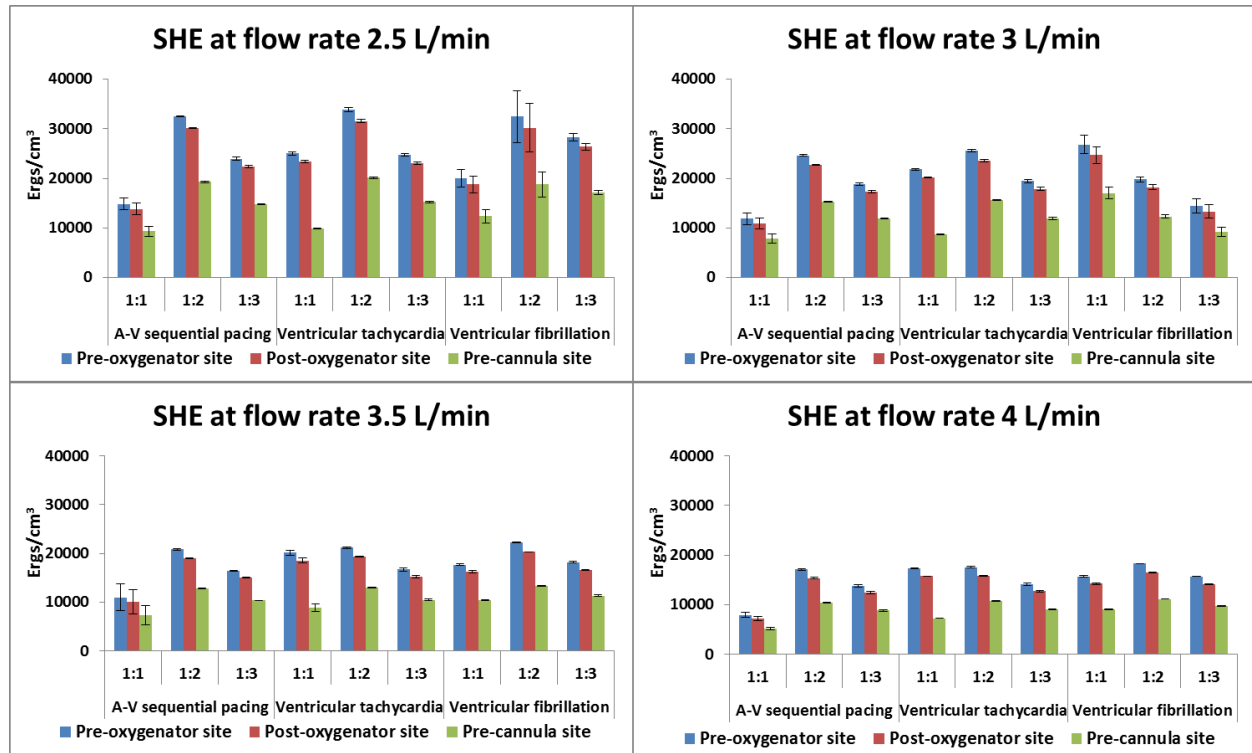 SHE at flow rate 2.5 L/min
Ergs/cm³
40000
30000
20000
10000
0
1:1 1:2 1:3 1:1 1:2 1:3 1:1 1:2 1:3
A-V sequential pacing Ventricular tachycardia Ventricular fibrillation
Pre-oxygenator site Post-oxygenator site Pre-cannula site
SHE at flow rate 3 L/min
Ergs/cm³
40000
30000
20000
10000
0
1:1 1:2 1:3 1:1 1:2 1:3 1:1 1:2 1:3
A-V sequential pacing Ventricular tachycardia Ventricular fibrillation
Pre-oxygenator site Post-oxygenator site Pre-cannula site
SHE at flow rate 3.5 L/min
Ergs/cm³
40000
30000
20000
10000
0
1:1 1:2 1:3 1:1 1:2 1:3 1:1 1:2 1:3
A-V sequential pacing Ventricular tachycardia Ventricular fibrillation
Pre-oxygenator site Post-oxygenator site Pre-cannula site
SHE at flow rate 4 L/min
Ergs/cm³
40000
30000
20000
10000
0
1:1 1:2 1:3 1:1 1:2 1:3 1:1 1:2 1:3
A-V sequential pacing Ventricular tachycardia Ventricular fibrillation
Pre-oxygenator site Post-oxygenator site Pre-cannula site